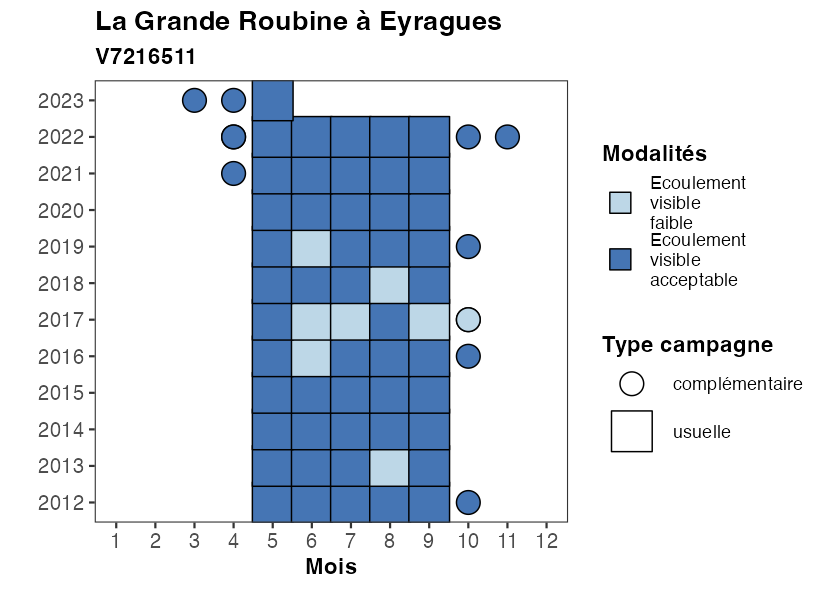 La Grande Roubine à Eyragues
V7216511
2023
2022
2021
2020
2019
2018
2017
2016
2015
2014
2013
2012
1 2 3 4 5 6 7 8 9 10 11 12
Mois
Modalités
Ecoulement
visible
faible
Ecoulement
visible
acceptable
Type campagne
complémentaire
usuelle